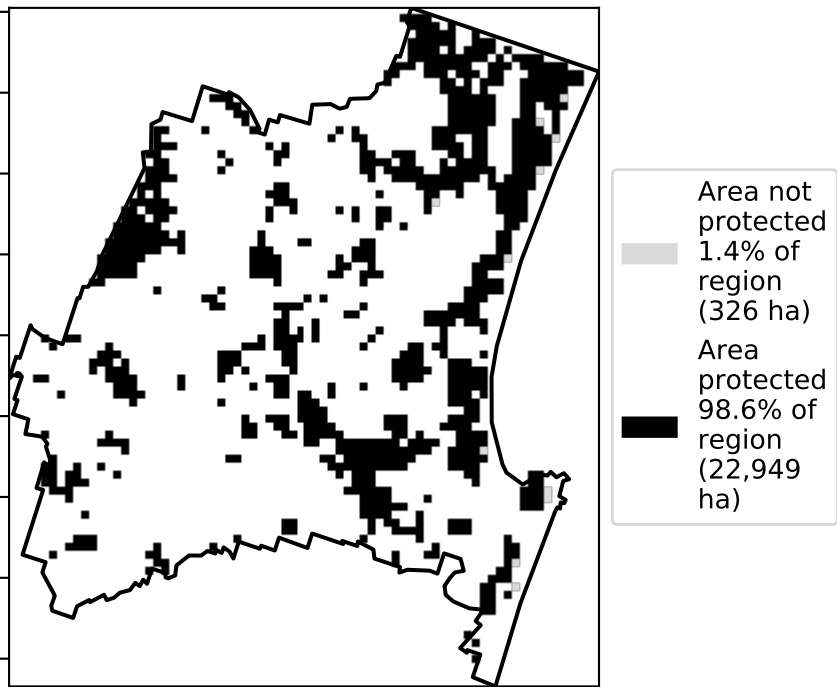 Area not
protected
1.4% of
region
(326 ha)
Area
protected
98.6% of
region
(22,949
ha)